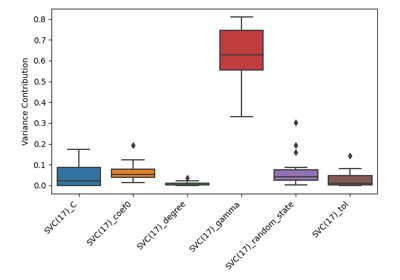 0.8
0.7
0.6
0.5
0.4
0.3
0.2
0.1
0.0
Variance Contribution
SVC(17)_C
SVC(17)_coef0
SVC(17)_degree
SVC(17)_gamma
SVC(17)_random_state
SVC(17)_tol